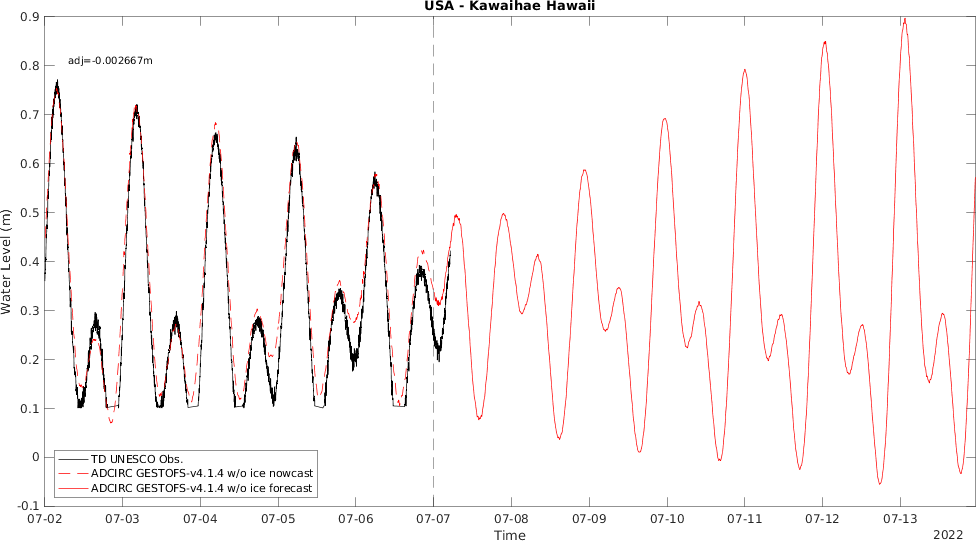 USA - Kawaihae Hawaii
0.9
0.8
0.7
0.6
0.5
0.4
0.3
0.2
0.1
0
-0.1
Water Level (m)
adj=-0.002667m
TD UNESCO Obs.
ADCIRC GESTOFS-v4.1.4 w/o ice nowcast
ADCIRC GESTOFS-v4.1.4 w/o ice forecast
07-02 07-03 07-04 07-05 07-06 07-07 07-08 07-09 07-10 07-11 07-12 07-13
Time
2022